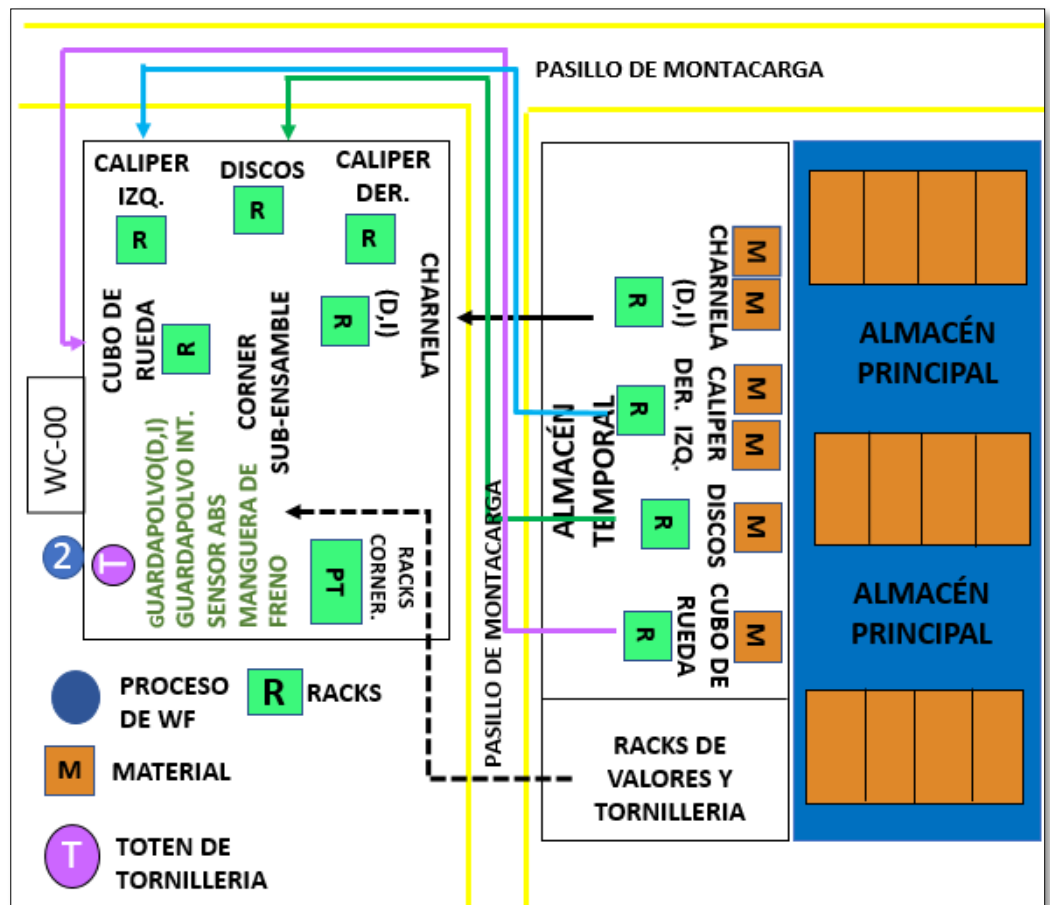 PASILLO DE MONTACARGA
CALIPER
IZQ.
R
DISCOS
R
CALIPER
DER.
R
CHARNELA
(D,I)
R
CUBO DE
RUEDA
R
CORNER
SUB-ENSAMBLE
WC-00
2
T
GUARDAPOLVO(D,I)
GUARDAPOLVO INT.
SENSOR ABS
MANGUERA DE
FRENO
PT
RACKS
CORNER.
PASILLO DE MONTACARGA
ALMACÉN
TEMPORAL
CHARNELA
(D,I)
R
M
M
CALIPER
DER. IZQ.
R
M
M
DISCOS
R
M
CUBO DE
RUEDA
R
M
RACKS DE
VALORES Y
TORNILLERIA
ALMACÉN
PRINCIPAL
ALMACÉN
PRINCIPAL
PROCESO
DE WF
R RACKS
M MATERIAL
T TOTEN DE
TORNILLERIA